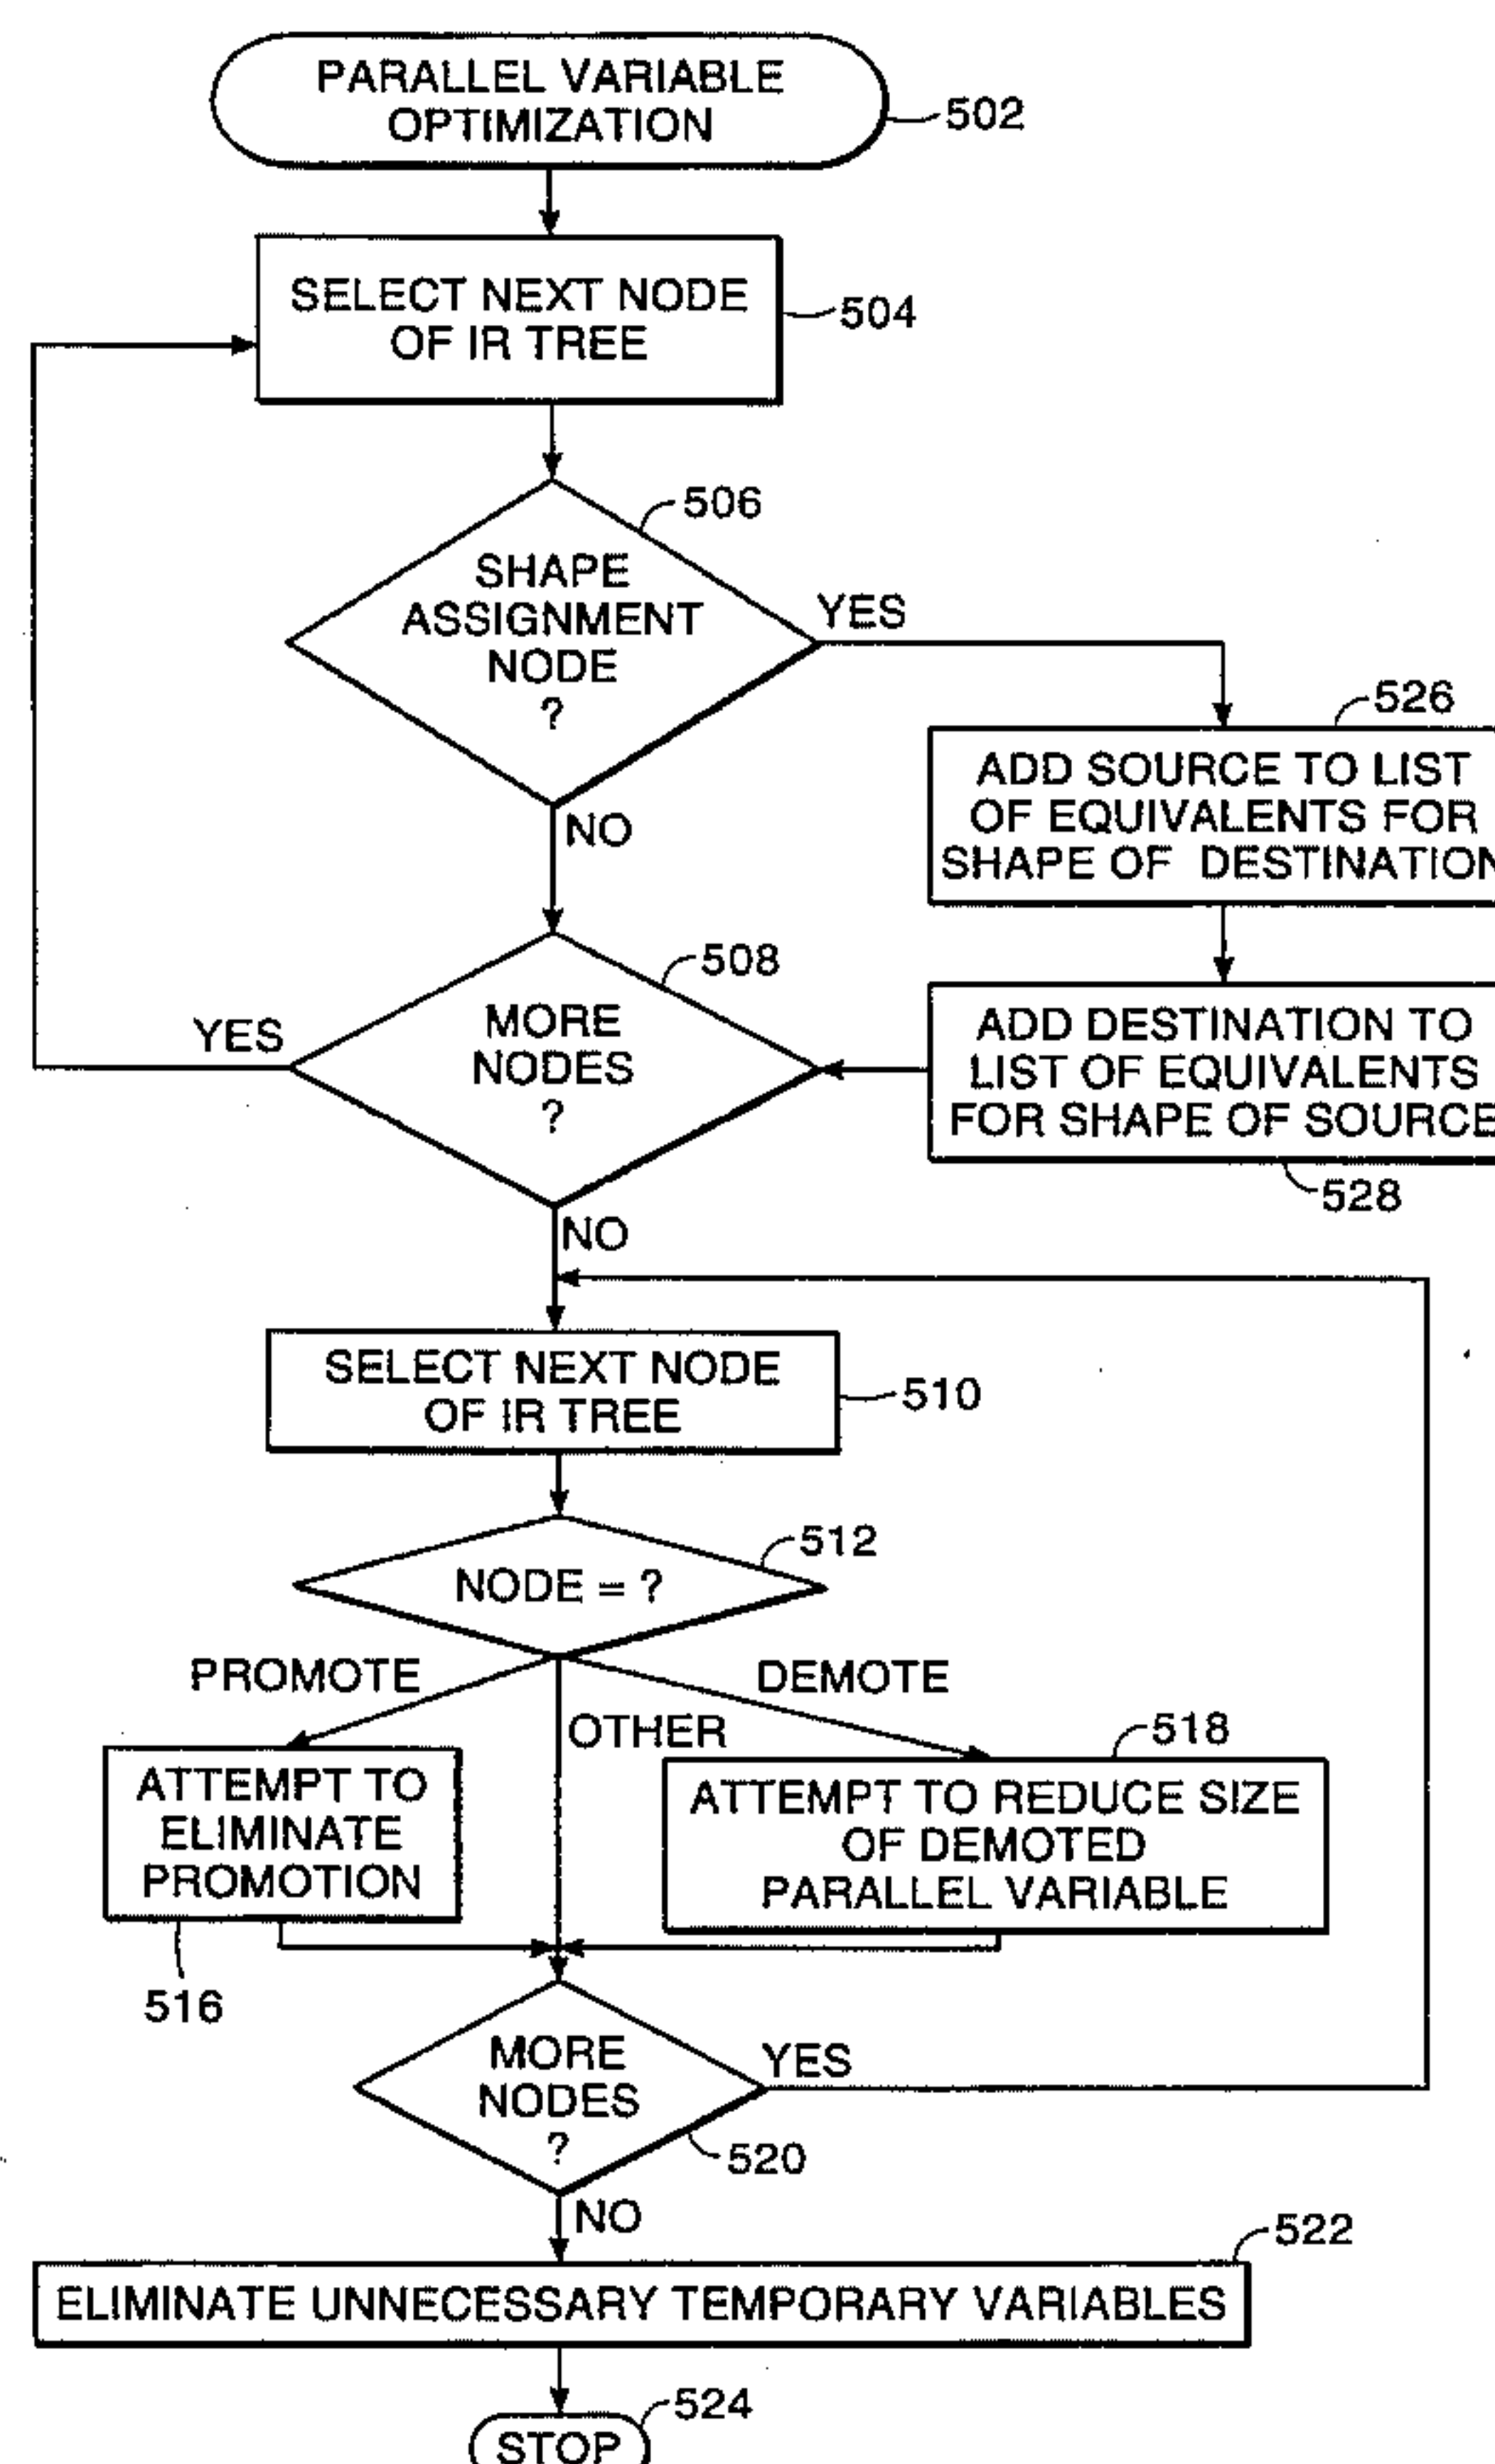 PARALLEL VARIABLE
OPTIMIZATION
502
SELECT NEXT NODE
OF IR TREE
504
506
SHAPE
ASSIGNMENT
NODE
?
YES
526
ADD SOURCE TO LIST
OF EQUIVALENTS FOR
SHAPE OF DESTINATION
NO
508
MORE
NODES
?
YES
ADD DESTINATION TO
LIST OF EQUIVALENTS
FOR SHAPE OF SOURCE
528
NO
SELECT NEXT NODE
OF IR TREE
510
512
NODE = ?
PROMOTE
DEMOTE
OTHER
518
ATTEMPT TO
ELIMINATE
PROMOTION
ATTEMPT TO REDUCE SIZE
OF DEMOTED
PARALLEL VARIABLE
516
MORE
NODES
?
YES
520
NO
522
ELIMINATE UNNECESSARY TEMPORARY VARIABLES
524
STOP